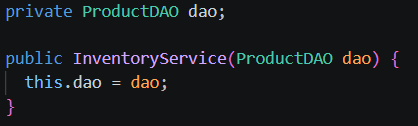 private ProductDAO dao;
public InventoryService(ProductDAO dao) {
this.dao = dao;
}